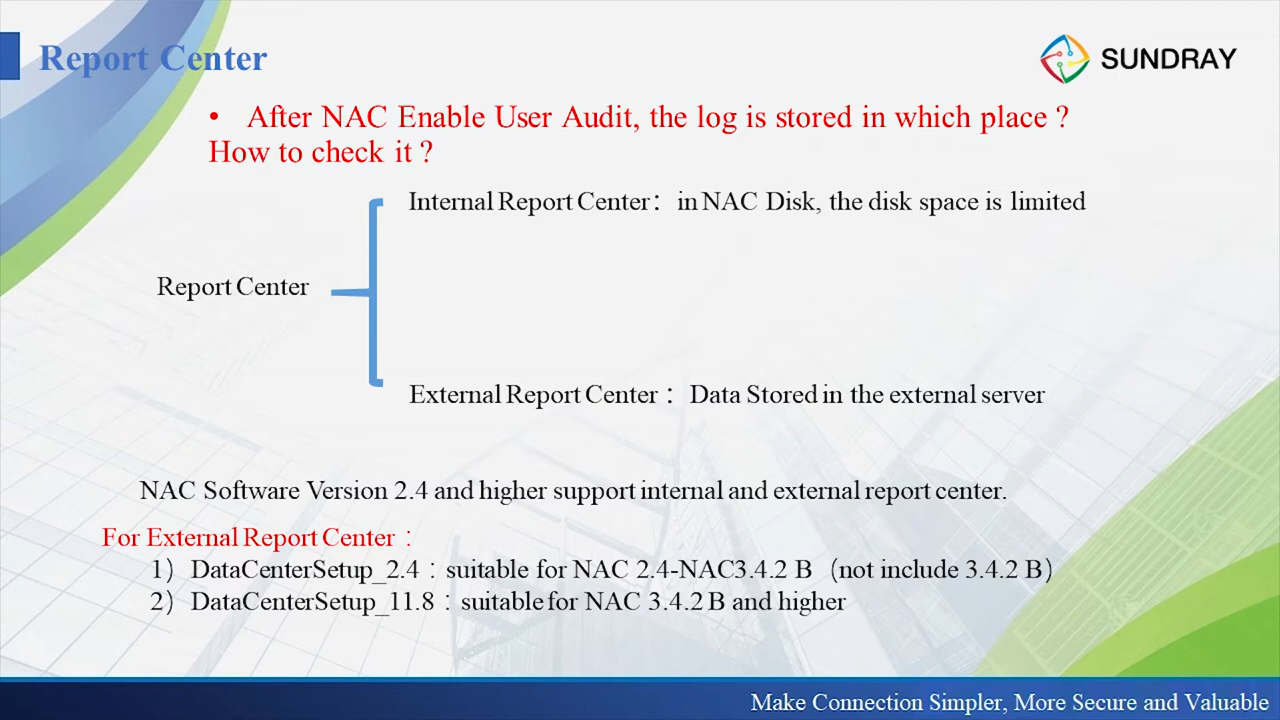 Report Center
SUNDRAY
• After NAC Enable User Audit, the log is stored in which place ?
How to check it ?
Internal Report Center： in NAC Disk, the disk space is limited
Report Center
External Report Center： Data Stored in the external server
NAC Software Version 2.4 and higher support internal and external report center.
For External Report Center：
1）DataCenterSetup_2.4：suitable for NAC 2.4-NAC3.4.2 B（not include 3.4.2 B）
2）DataCenterSetup_11.8：suitable for NAC 3.4.2 B and higher
Make Connection Simpler, More Secure and Valuable